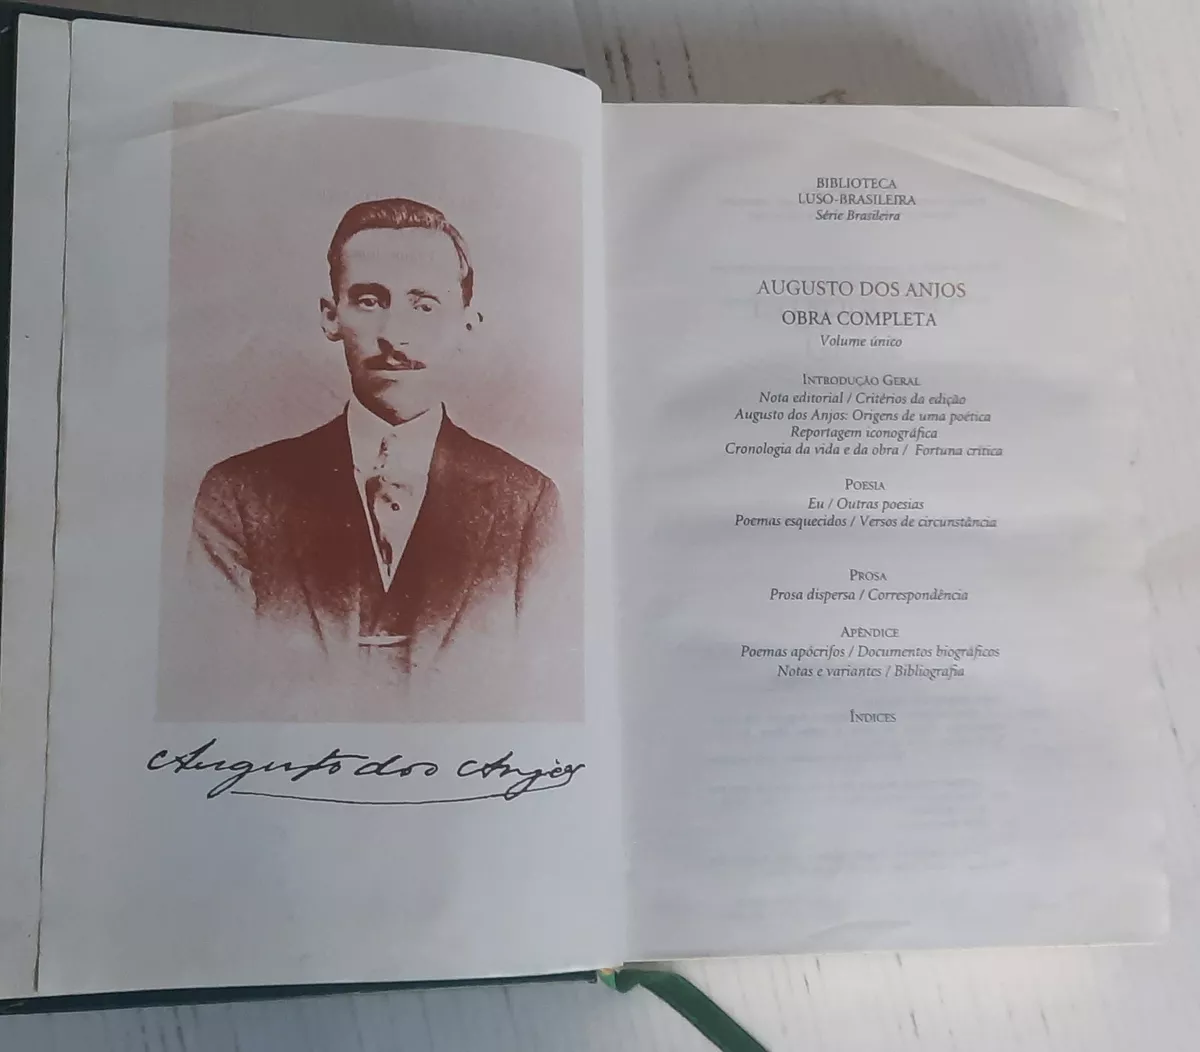 Augusto dos Anjos
BIBLIOTECA
LUSO-BRASILEIRA
Série Brasileira
AUGUSTO DOS ANJOS
OBRA COMPLETA
Volume único
INTRODUÇÃO GERAL
Nota editorial / Critérios da edição
Augusto dos Anjos: Origens de uma poética
Reportagem iconográfica
Cronologia da vida e da obra / Fortuna crítica
POESIA
Eu / Outras poesias
Poemas esquecidos / Versos de circunstância
PROSA
Prosa dispersa / Correspondência
APÊNDICE
Poemas apócrifos / Documentos biográficos
Notas e variantes / Bibliografia
ÍNDICES